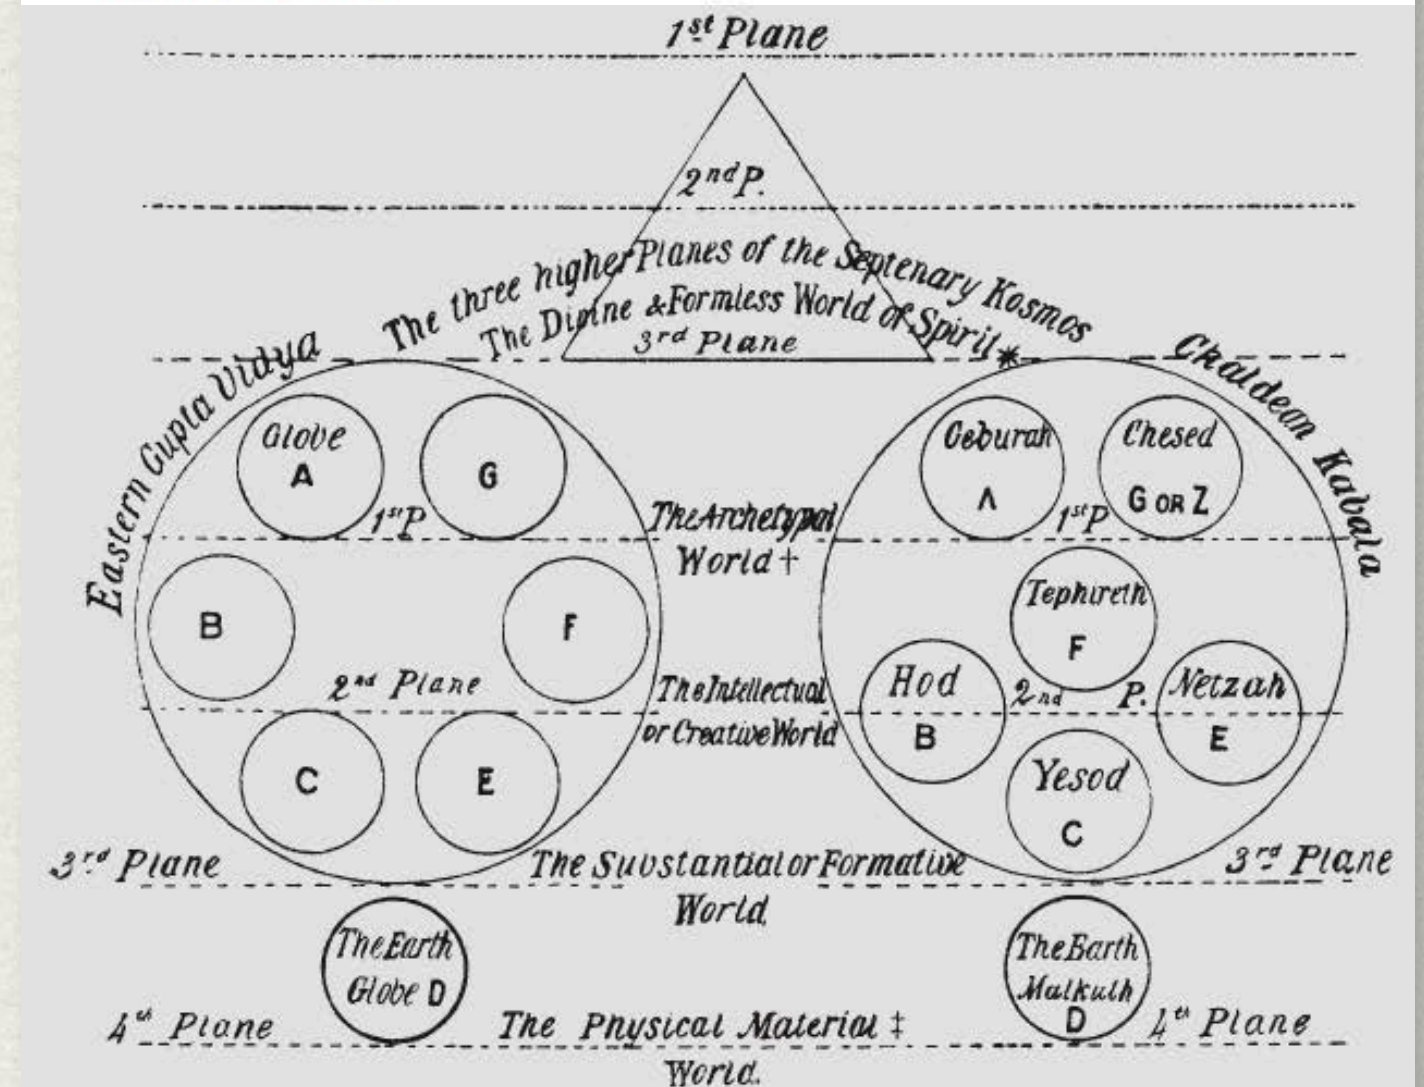 1st Plane
2nd P.
The three higher Planes of the Septenary Kosmos
The Divine & Formless World of Spirit*
3rd Plane
Eastern Gupta Vidya
Chaldean Kabala
Globe
A
G
1st P
The Archetypal
World †
Geburah
A
Chesed
G OR Z
1st P
B
F
2nd Plane
The Intellectual
or Creative World
Tephireth
F
Hod
B
2nd P.
Netzah
E
C
E
Yesod
C
3rd Plane
The Substantial or Formative
World.
3rd Plane
The Earth
Globe D
The Earth
Malkuth
D
4th Plane
The Physical Material ‡
World.
4th Plane